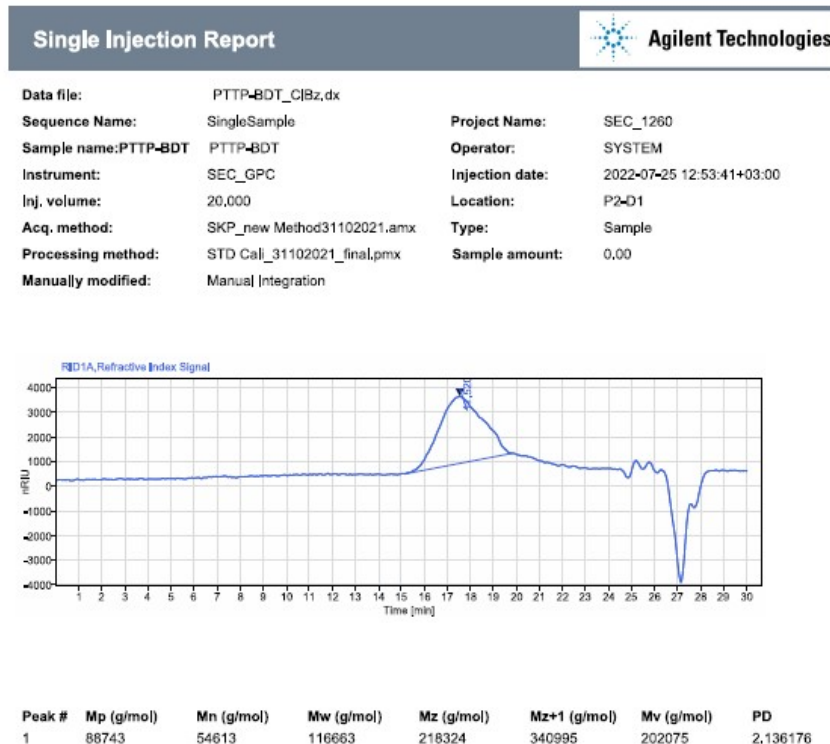 Single Injection Report
Agilent Technologies
Data file: PTTP-BDT_ClBz.dx
Sequence Name: SingleSample Project Name: SEC_1260
Sample name:PTTP-BDT PTTP-BDT Operator: SYSTEM
Instrument: SEC_GPC Injection date: 2022-07-25 12:53:41+03:00
Inj. volume: 20.000 Location: P2-D1
Acq. method: SKP_new Method31102021.amx Type: Sample
Processing method: STD Cali_31102021_final.pmx Sample amount: 0.00
Manually modified: Manual Integration
RID1A,Refractive Index Signal
4000
3000
2000
1000
0
-1000
-2000
-3000
-4000
nRIU
1 2 3 4 5 6 7 8 9 10 11 12 13 14 15 16 17 18 19 20 21 22 23 24 25 26 27 28 29 30
Time [min]
Peak # Mp (g/mol) Mn (g/mol) Mw (g/mol) Mz (g/mol) Mz+1 (g/mol) Mv (g/mol) PD
1 88743 54613 116663 218324 340995 202075 2.136176